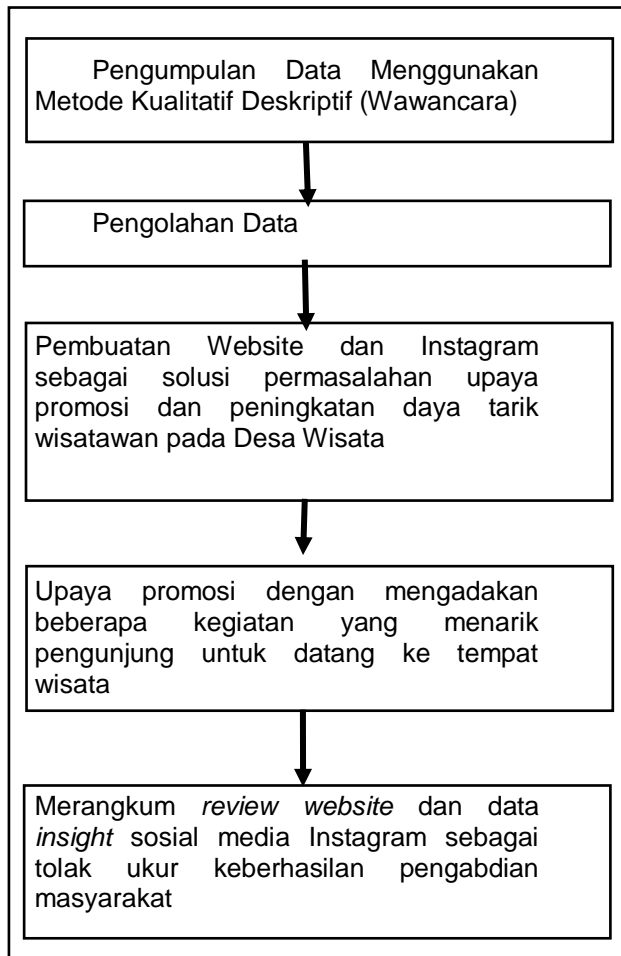 Pengumpulan Data Menggunakan
Metode Kualitatif Deskriptif (Wawancara)
Pengolahan Data
Pembuatan Website dan Instagram
sebagai solusi permasalahan upaya
promosi dan peningkatan daya tarik
wisatawan pada Desa Wisata
Upaya promosi dengan mengadakan
beberapa kegiatan yang menarik
pengunjung untuk datang ke tempat
wisata
Merangkum review website dan data
insight sosial media Instagram sebagai
tolak ukur keberhasilan pengabdian
masyarakat